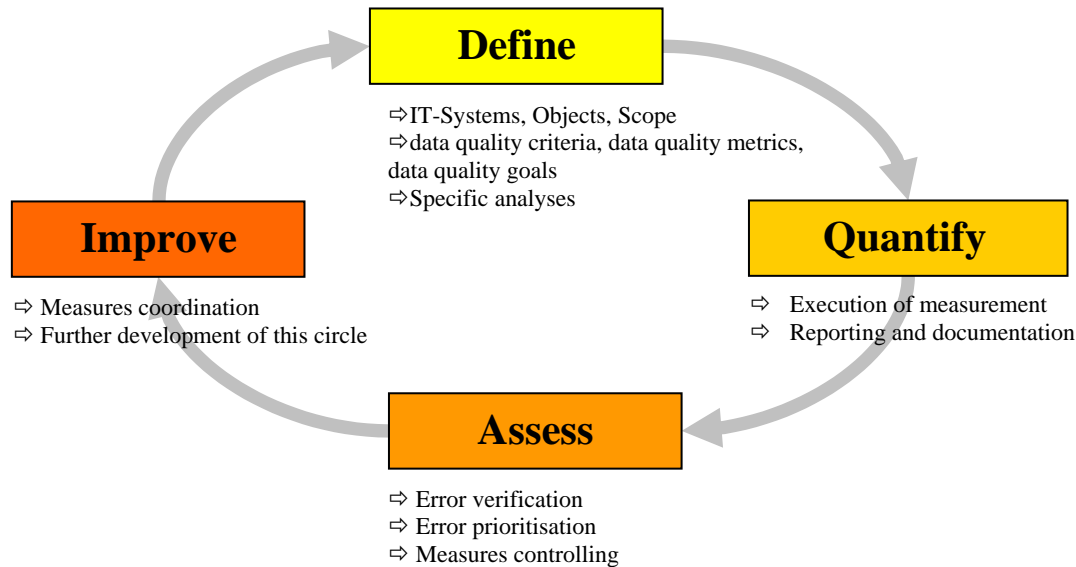 Define
⇨IT-Systems, Objects, Scope
⇨data quality criteria, data quality metrics,
data quality goals
⇨Specific analyses
Quantify
⇨ Execution of measurement
⇨ Reporting and documentation
Assess
⇨ Error verification
⇨ Error prioritisation
⇨ Measures controlling
Improve
⇨ Measures coordination
⇨ Further development of this circle